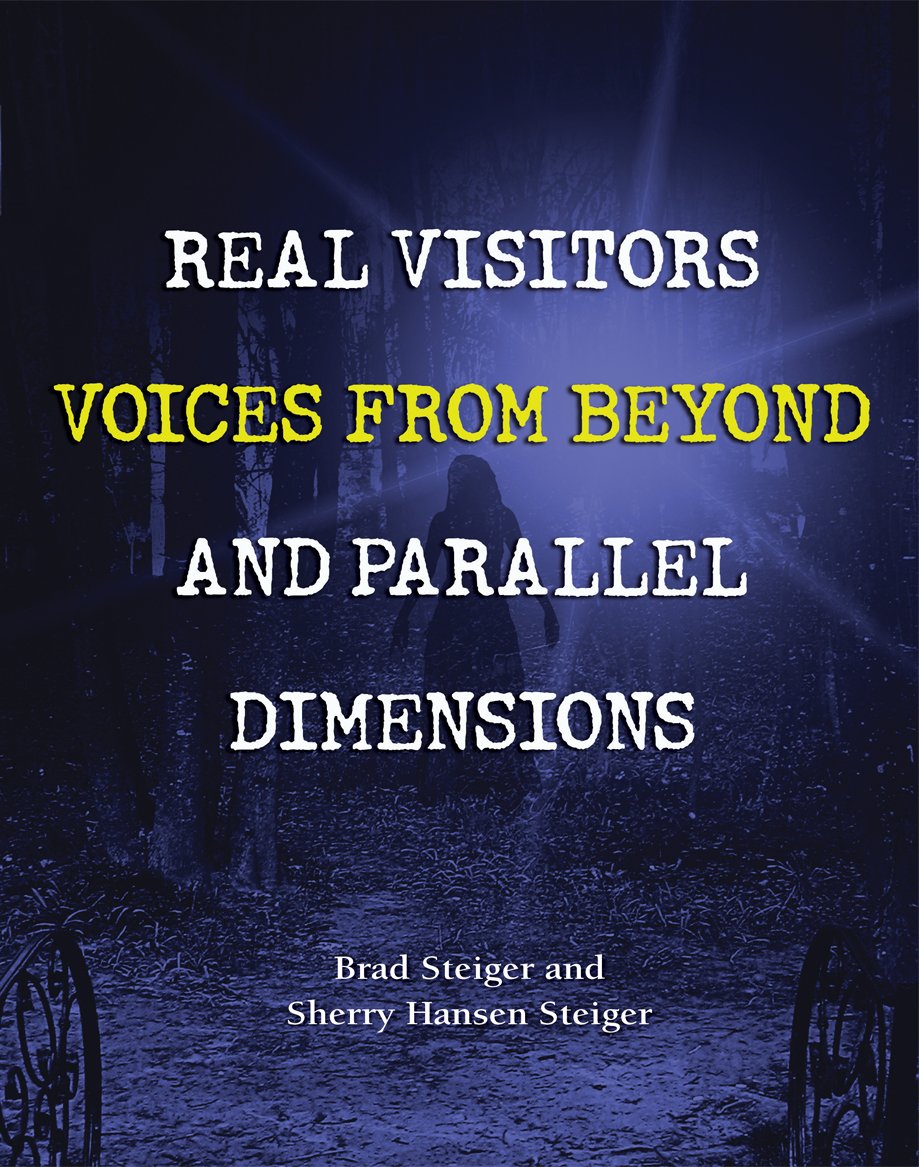 REAL VISITORS
VOICES FROM BEYOND
AND PARALLEL
DIMENSIONS
Brad Steiger and
Sherry Hansen Steiger